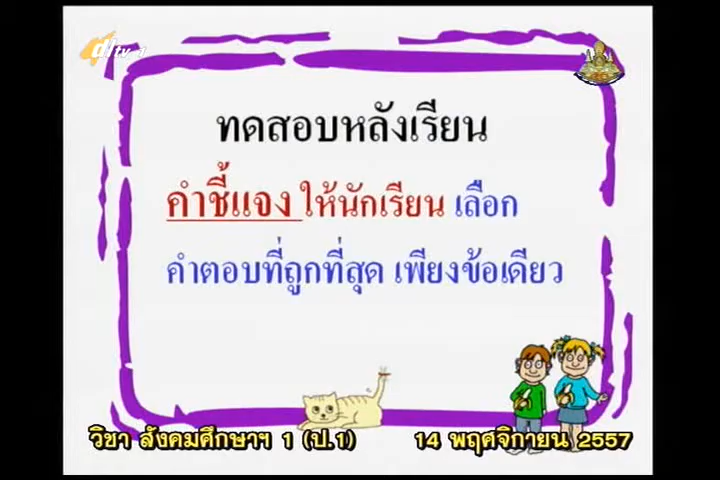 dltv 1
ทดสอบหลังเรียน
คำชี้แจง ให้นักเรียน เลือก
คำตอบที่ถูกที่สุด เพียงข้อเดียว
วิชา สังคมศึกษาฯ 1 (ป.1) 14 พฤศจิกายน 2557